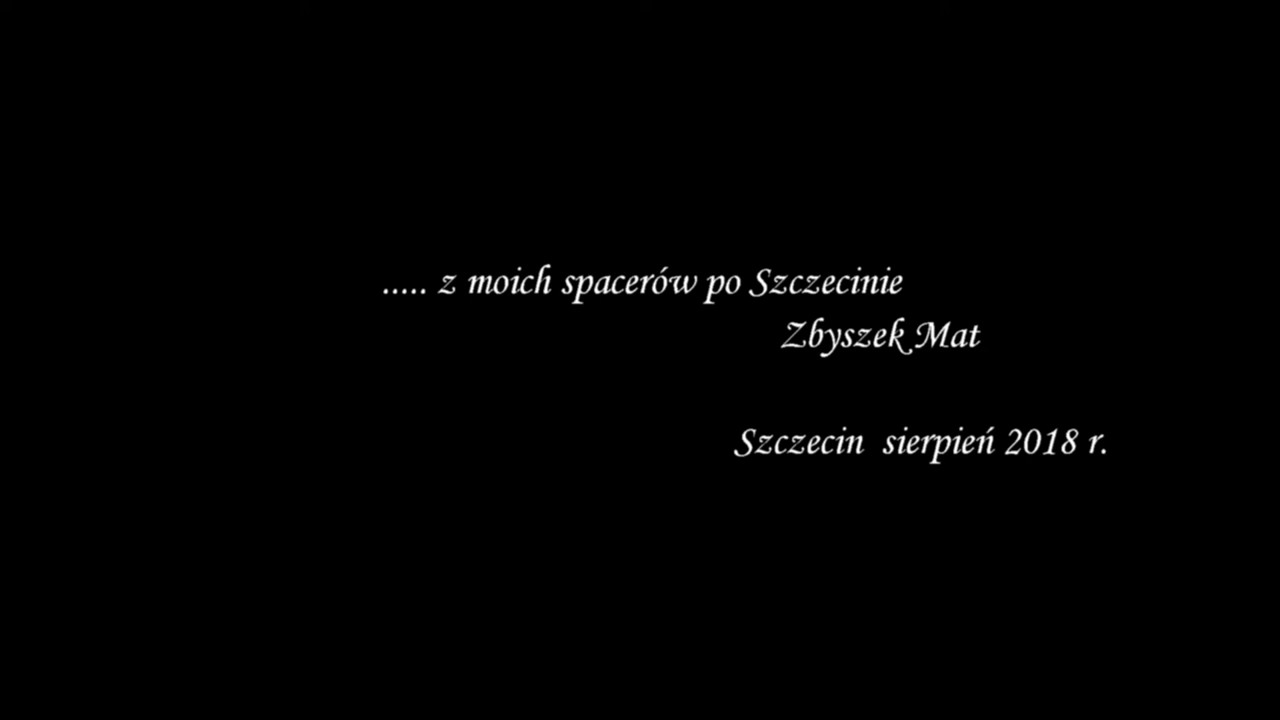 ..... z moich spacerów po Szczecinie
Zbyszek Mat
Szczecin sierpień 2018 r.